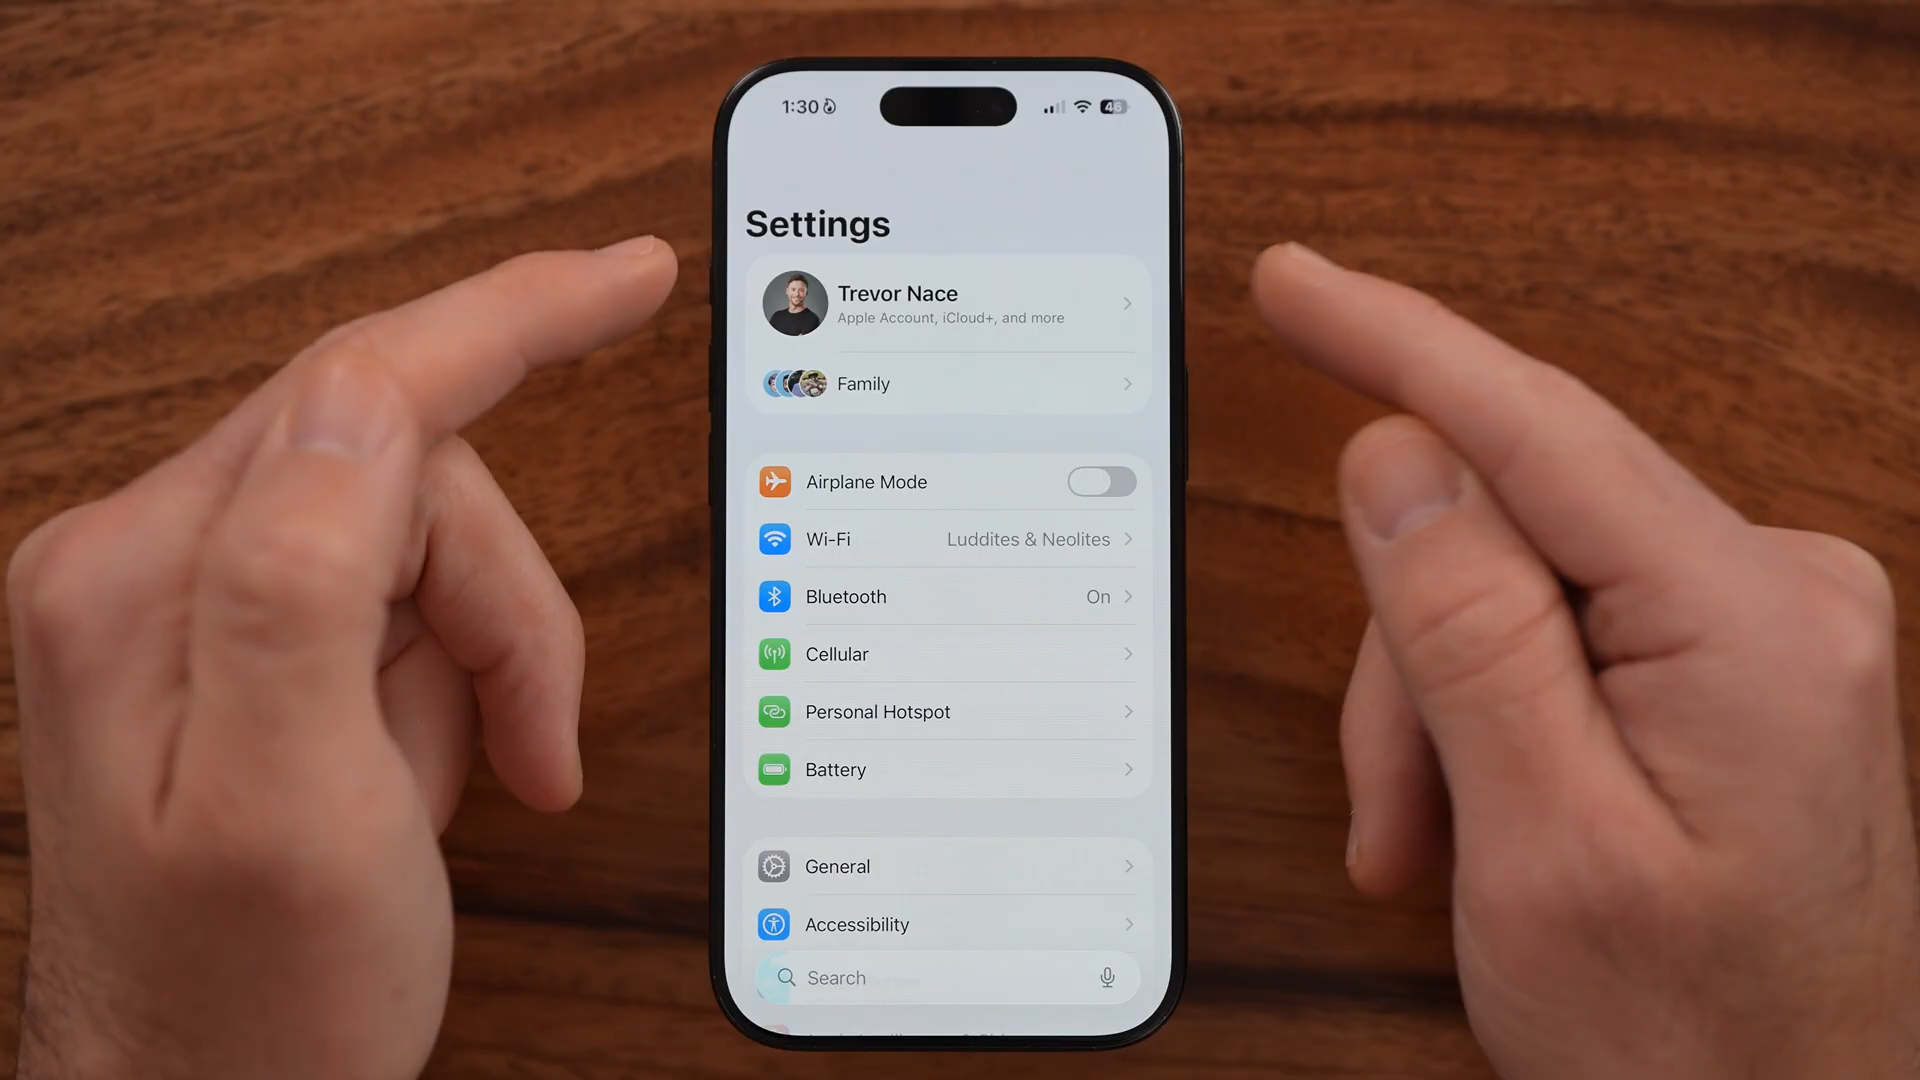 1:30
46
Settings
Trevor Nace
Apple Account, iCloud+, and more
Family
Airplane Mode
Wi-Fi Luddites & Neolites
Bluetooth On
Cellular
Personal Hotspot
Battery
General
Accessibility
Search